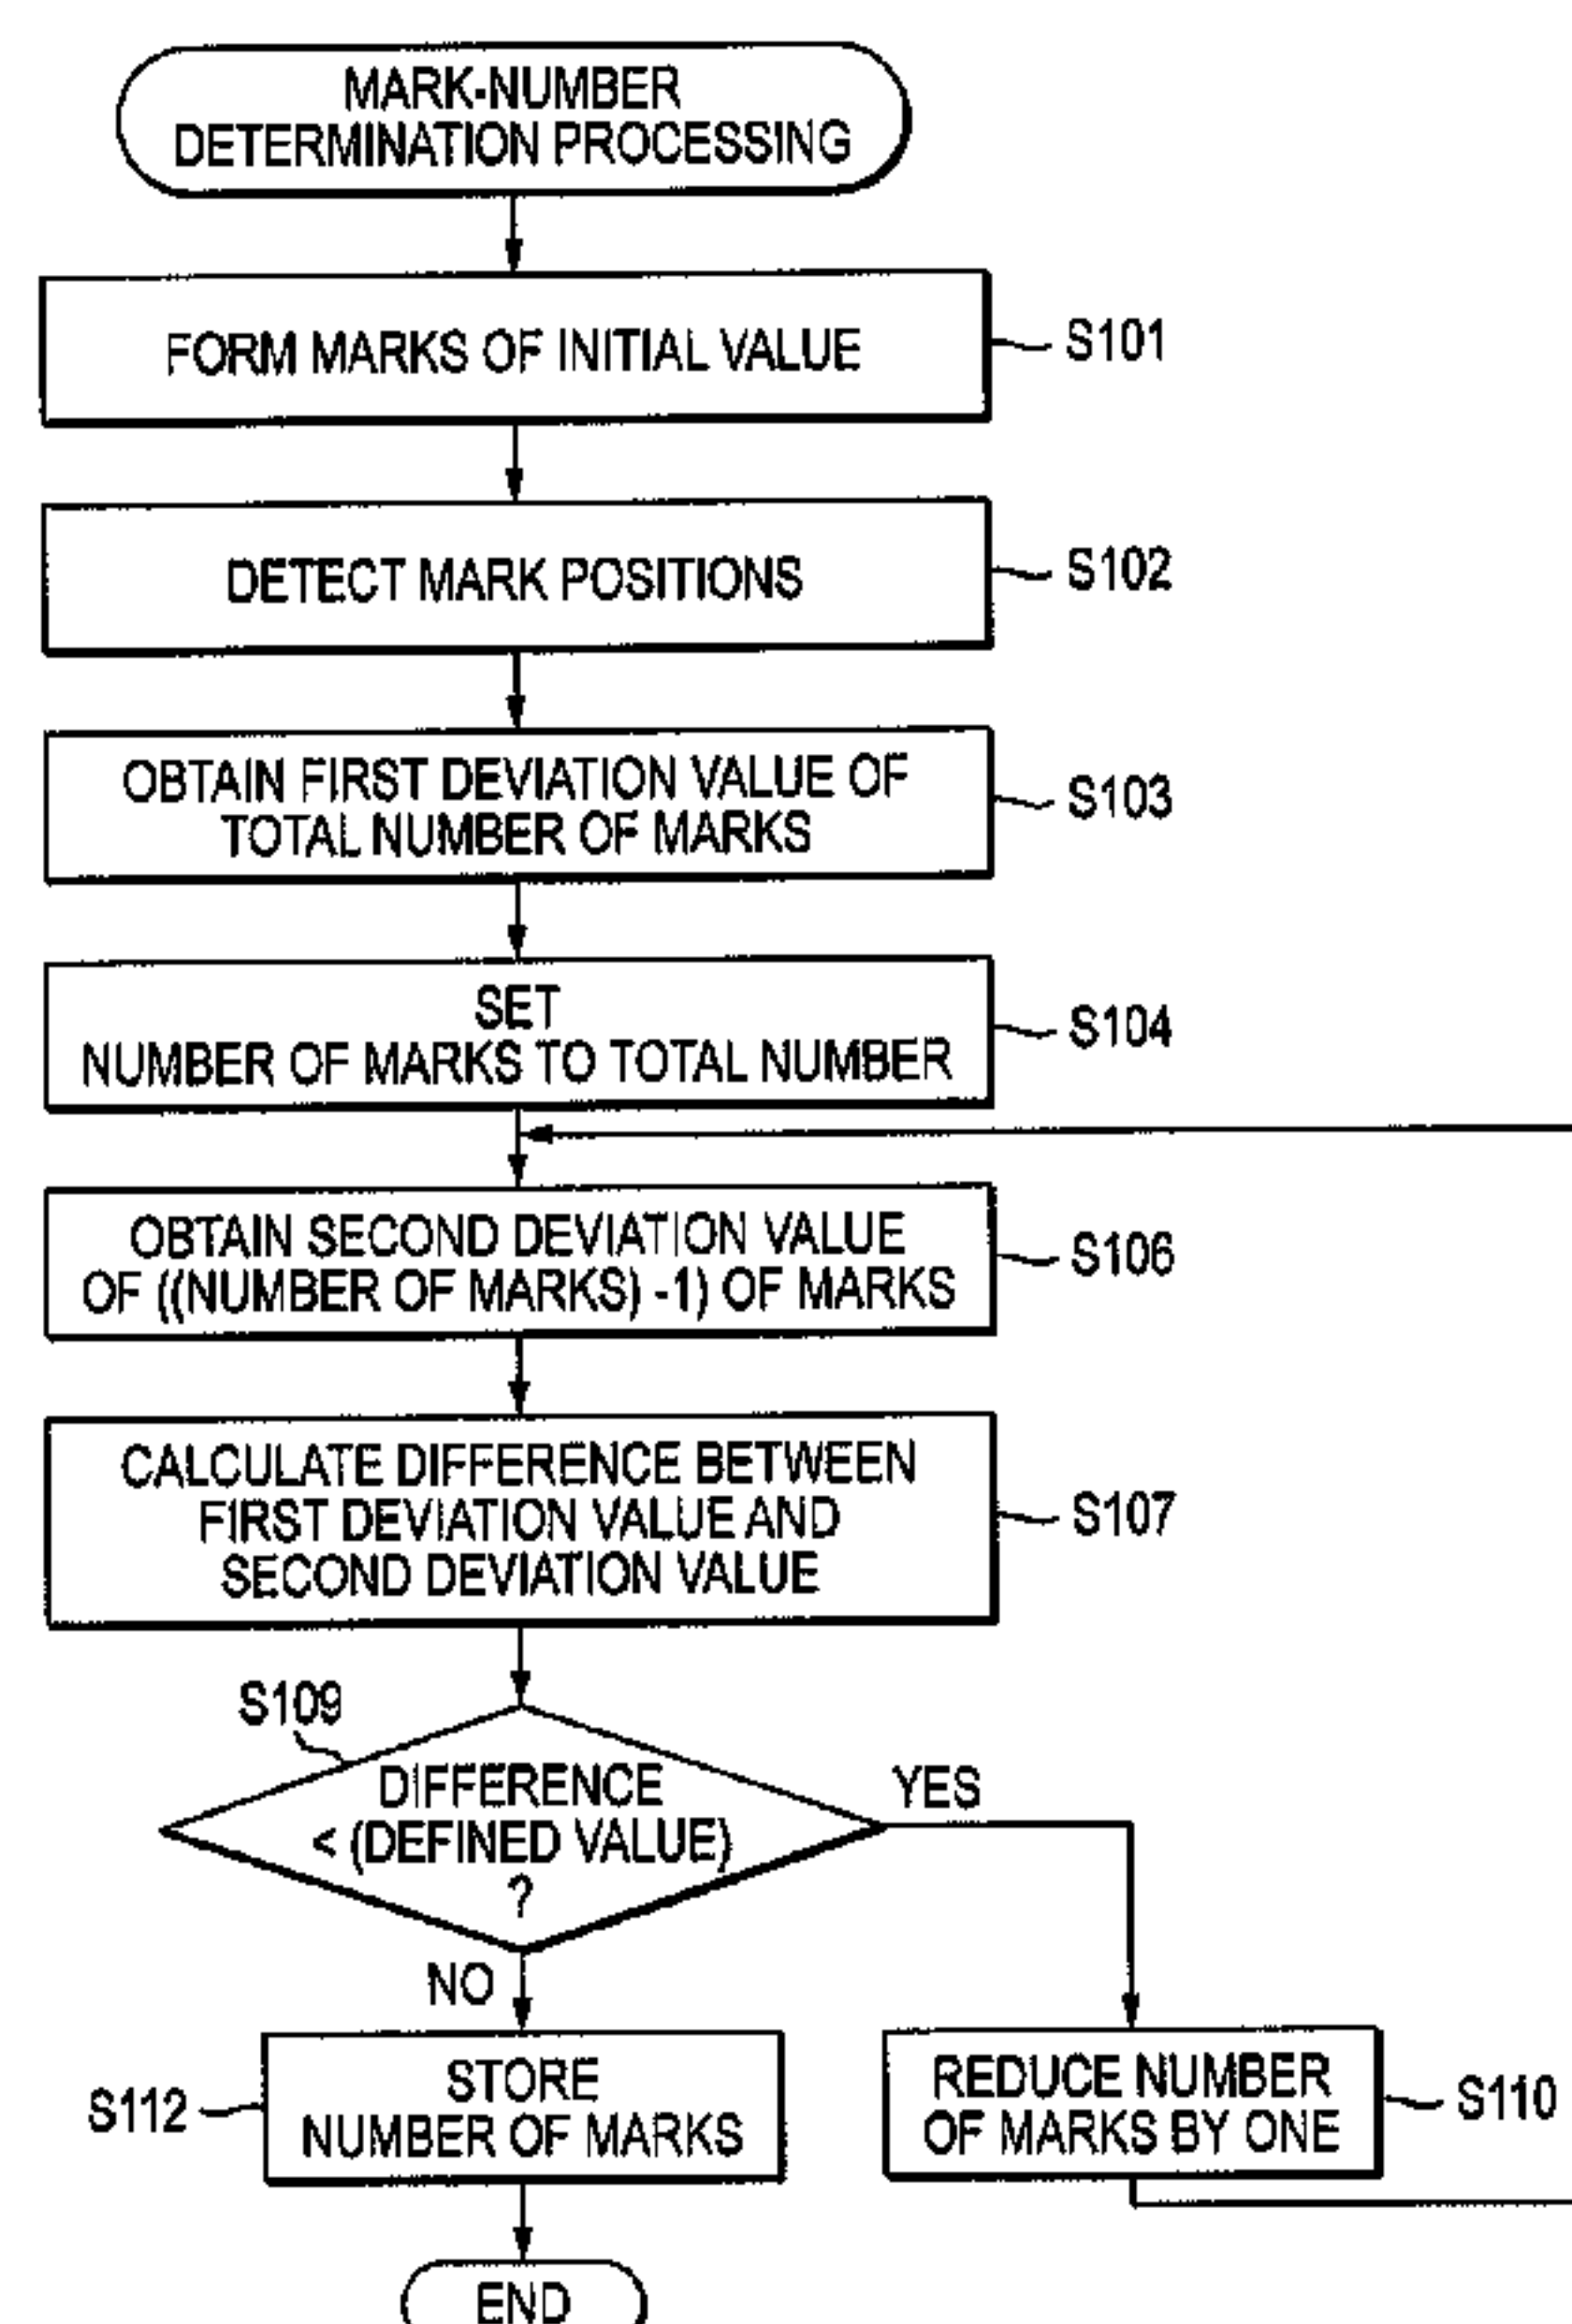 MARK-NUMBER
DETERMINATION PROCESSING
FORM MARKS OF INITIAL VALUE
S101
DETECT MARK POSITIONS
S102
OBTAIN FIRST DEVIATION VALUE OF
TOTAL NUMBER OF MARKS
S103
SET
NUMBER OF MARKS TO TOTAL NUMBER
S104
OBTAIN SECOND DEVIATION VALUE
OF ((NUMBER OF MARKS) -1) OF MARKS
S106
CALCULATE DIFFERENCE BETWEEN
FIRST DEVIATION VALUE AND
SECOND DEVIATION VALUE
S107
S109
DIFFERENCE
< (DEFINED VALUE)
?
YES
NO
STORE
NUMBER OF MARKS
S112
REDUCE NUMBER
OF MARKS BY ONE
S110
END